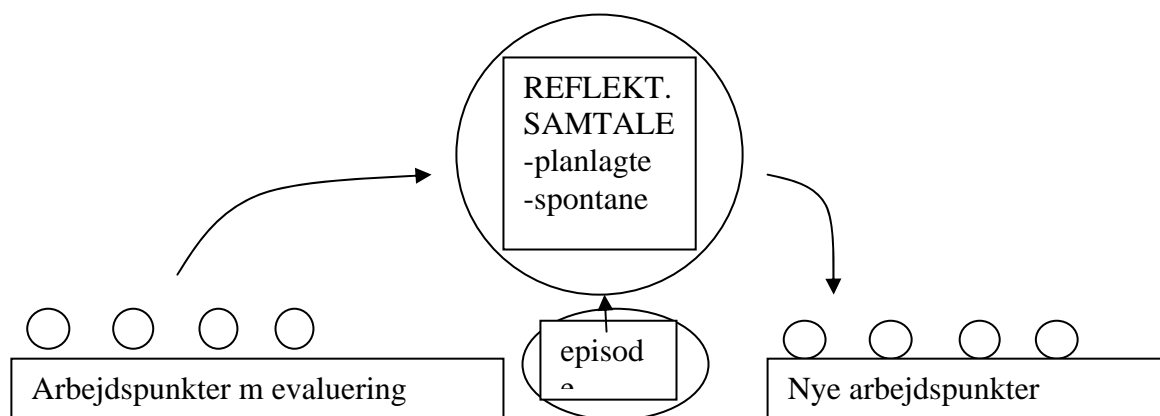 REFLEKT.
SAMTALE
-planlagte
-spontane
episod
e
Arbejdspunkter m evaluering
Nye arbejdspunkter